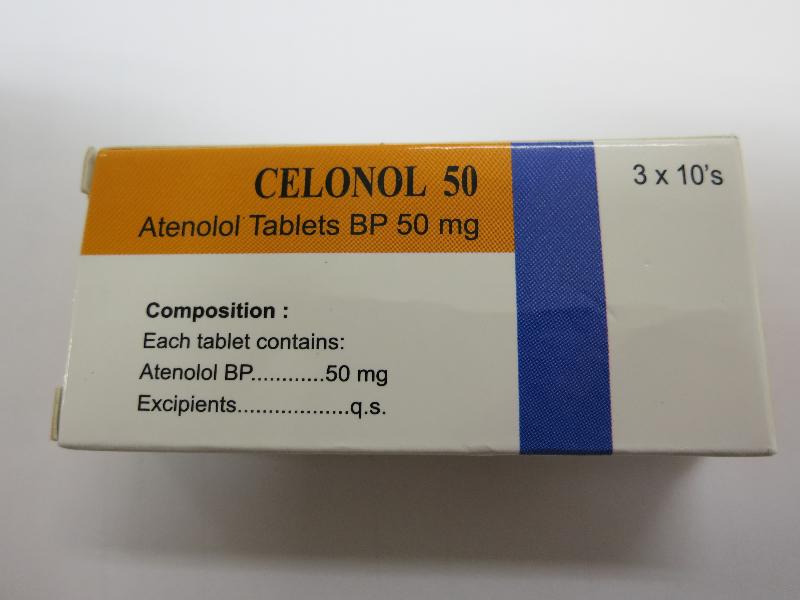 CELONOL 50
Atenolol Tablets BP 50 mg
3 x 10's
Composition :
Each tablet contains:
Atenolol BP............50 mg
Excipients...................q.s.